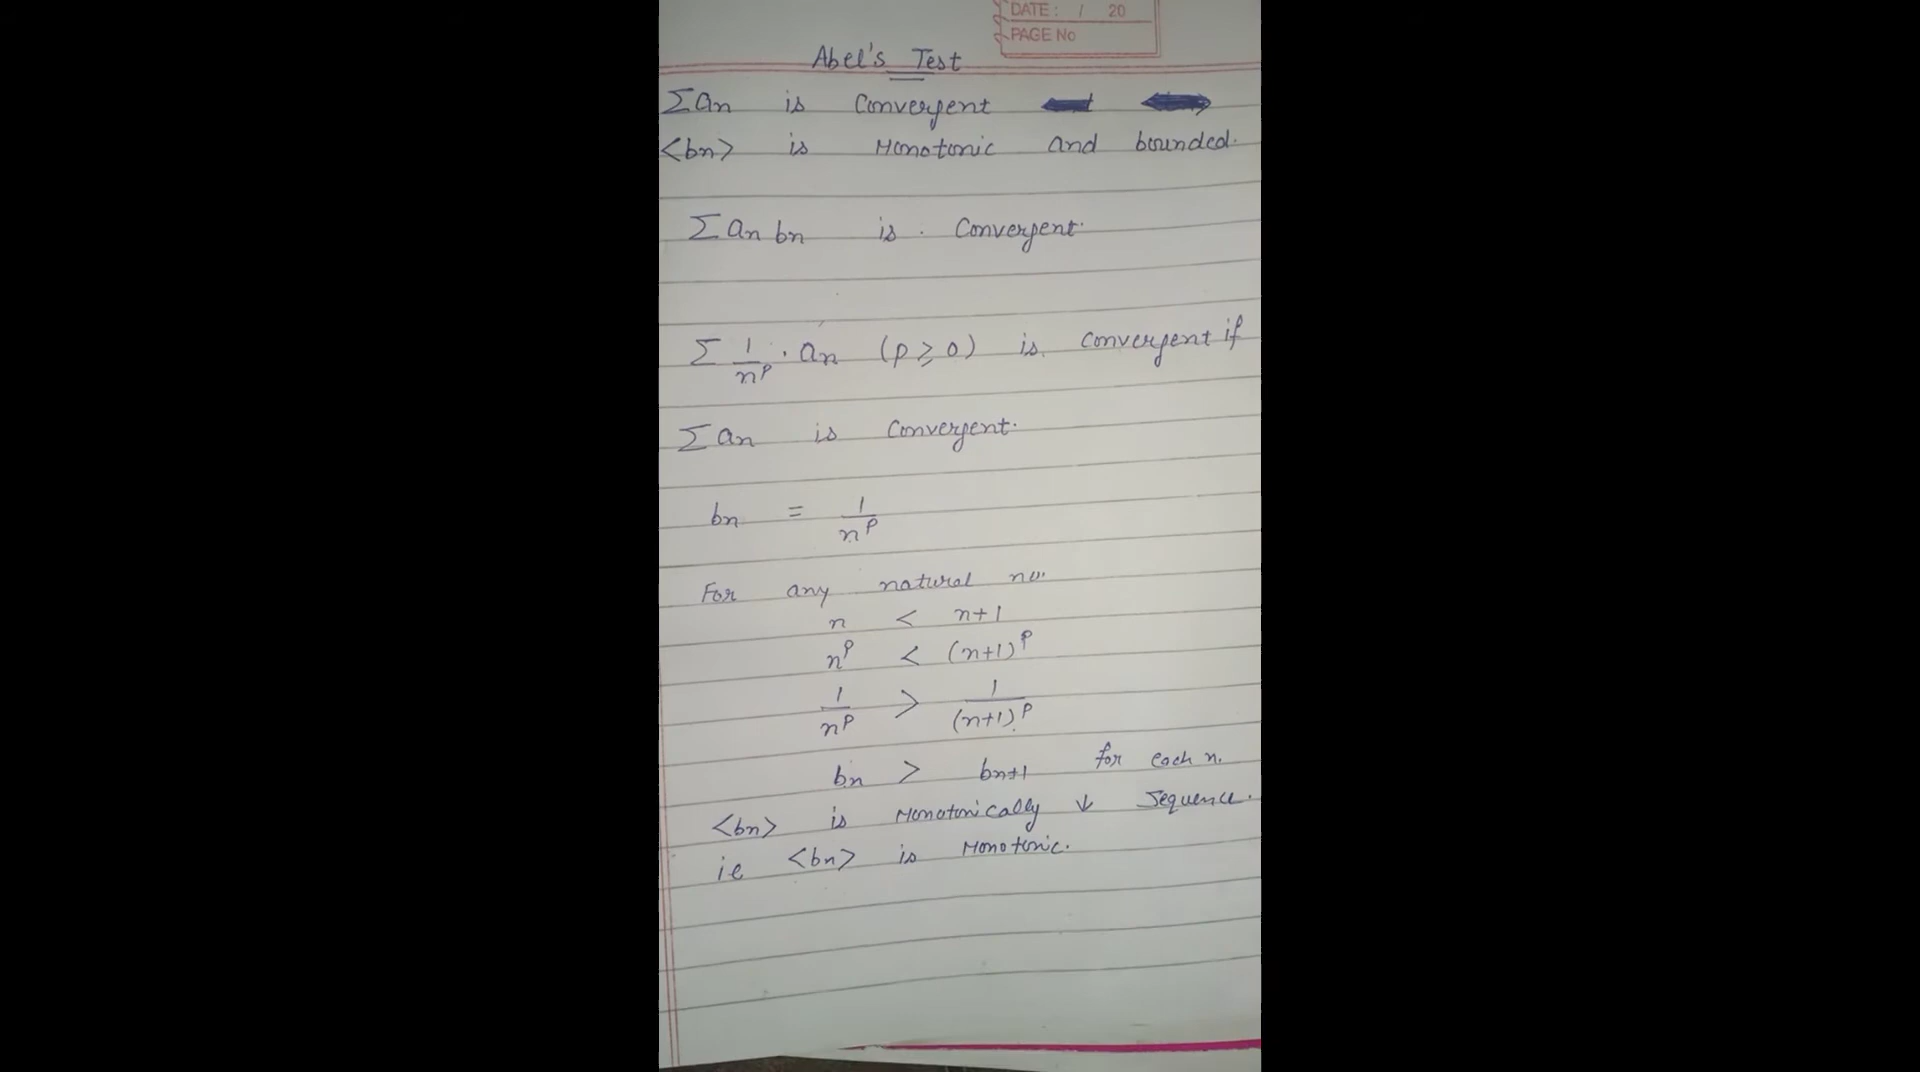 DATE: / 20
PAGE No
Abel's Test
Σan is Convergent
<bn> is Monotonic and bounded.
Σ an bn is . Convergent.
Σ 1/n^p . an (p ≥ 0) is convergent if
Σ an is Convergent.
bn = 1/n^p
For any natural no.
n < n+1
n^p < (n+1)^p
1/n^p > 1/(n+1)^p
bn > bn+1 for each n.
<bn> is Monotonically ↓ Sequence.
ie <bn> is Monotonic.